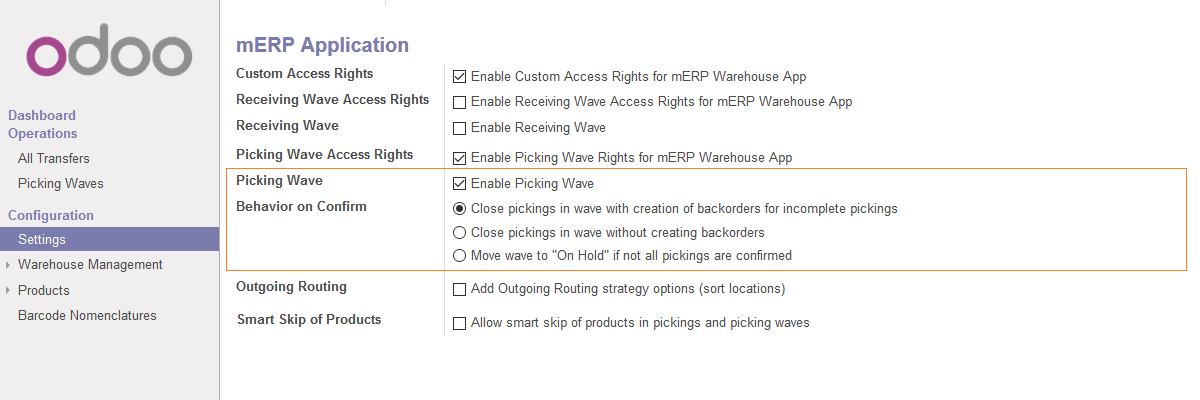 odoo
Dashboard
Operations
All Transfers
Picking Waves
Configuration
Settings
Warehouse Management
Products
Barcode Nomenclatures
mERP Application
Custom Access Rights Enable Custom Access Rights for mERP Warehouse App
Receiving Wave Access Rights Enable Receiving Wave Access Rights for mERP Warehouse App
Receiving Wave Enable Receiving Wave
Picking Wave Access Rights Enable Picking Wave Rights for mERP Warehouse App
Picking Wave Enable Picking Wave
Behavior on Confirm Close pickings in wave with creation of backorders for incomplete pickings
Close pickings in wave without creating backorders
Move wave to "On Hold" if not all pickings are confirmed
Outgoing Routing Add Outgoing Routing strategy options (sort locations)
Smart Skip of Products Allow smart skip of products in pickings and picking waves